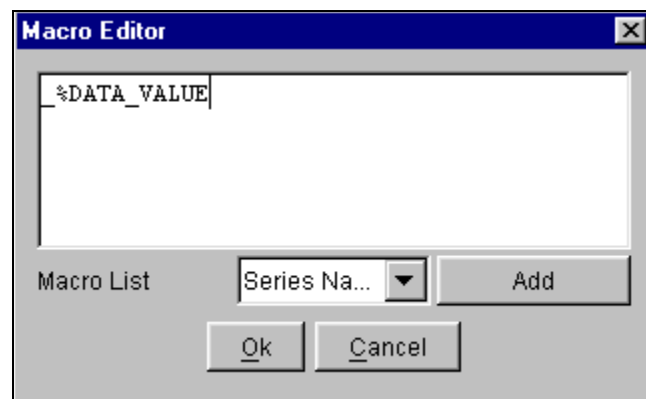 Macro Editor
_%DATA_VALUE
Macro List Series Na... Add
Ok Cancel